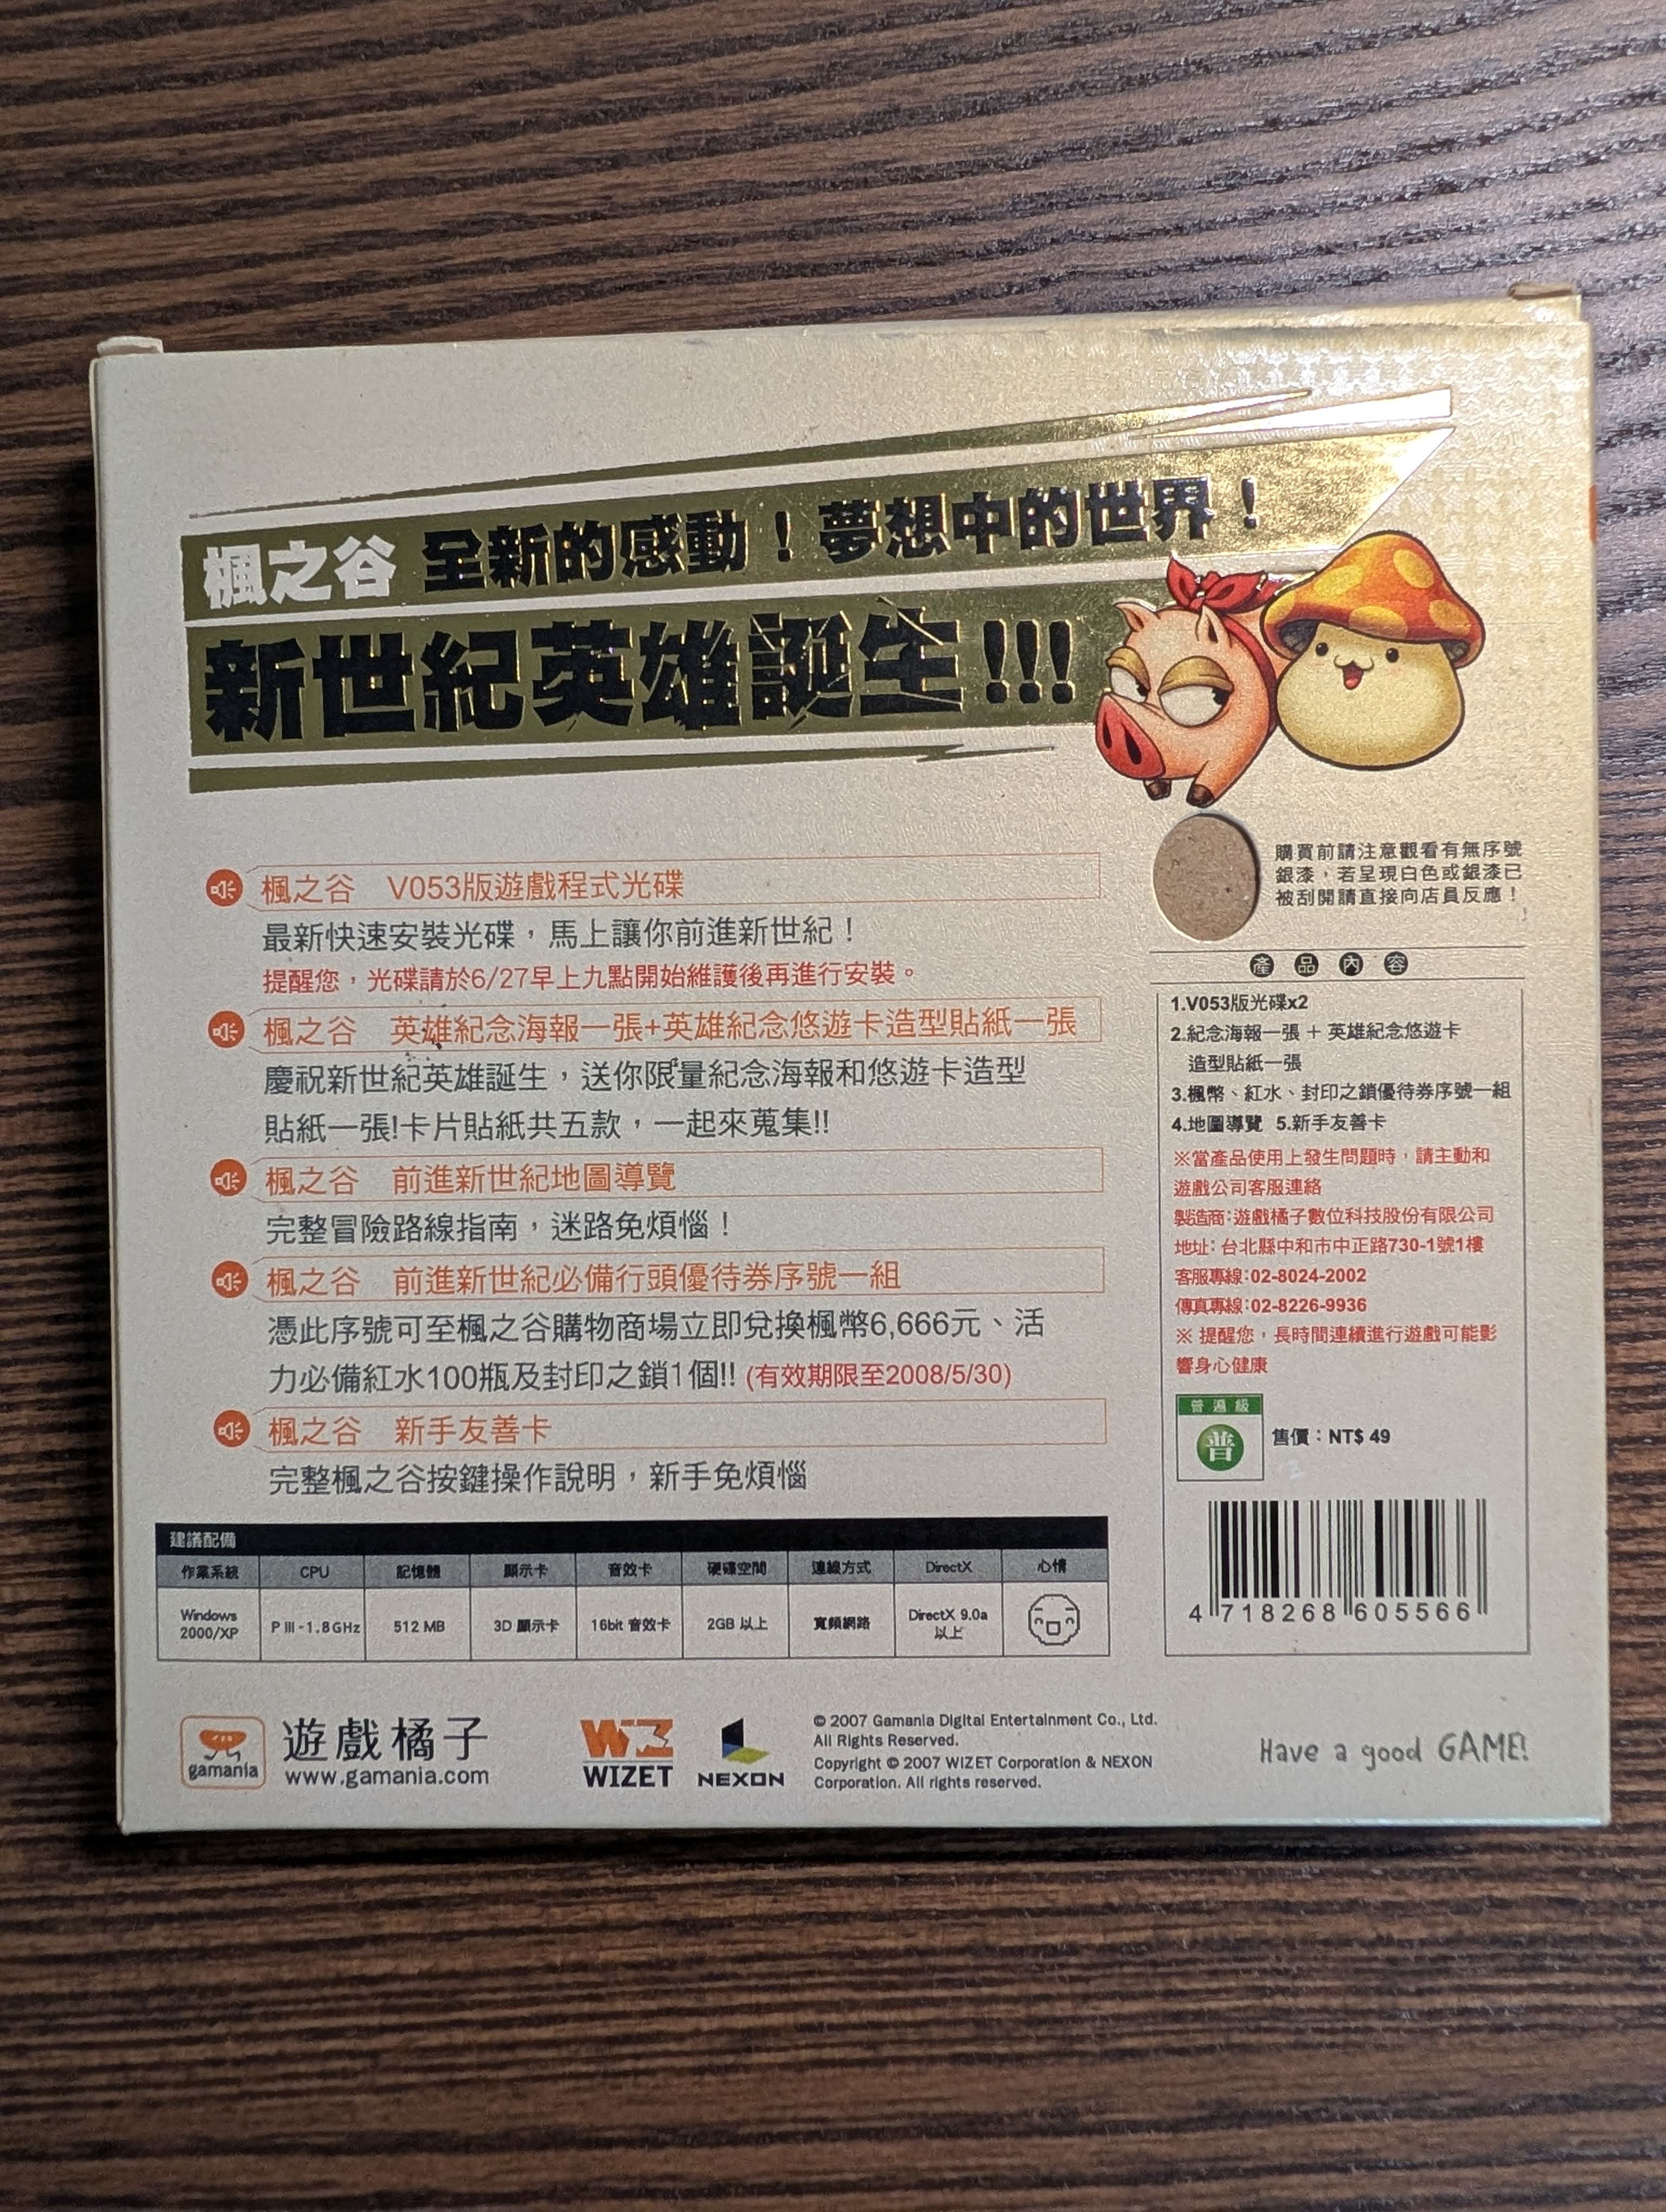 楓之谷 全新的感動！夢想中的世界！
新世紀英雄誕生!!!
楓之谷 V053版遊戲程式光碟
最新快速安裝光碟，馬上讓你前進新世紀！
提醒您，光碟請於6/27早上九點開始維護後再進行安裝。
楓之谷 英雄紀念海報一張+英雄紀念悠遊卡造型貼紙一張
慶祝新世紀英雄誕生，送你限量紀念海報和悠遊卡造型
貼紙一張!卡片貼紙共五款，一起來蒐集!!
楓之谷 前進新世紀地圖導覽
完整冒險路線指南，迷路免煩惱！
楓之谷 前進新世紀必備行頭優待券序號一組
憑此序號可至楓之谷購物商場立即兌換楓幣6,666元、活
力必備紅水100瓶及封印之鎖1個!! (有效期限至2008/5/30)
楓之谷 新手友善卡
完整楓之谷按鍵操作說明，新手免煩惱
購買前請注意觀看有無序號
銀漆，若呈現白色或銀漆已
被刮開請直接向店員反應！
產品內容
1.V053版光碟x2
2.紀念海報一張 + 英雄紀念悠遊卡
造型貼紙一張
3.楓幣、紅水、封印之鎖優待券序號一組
4.地圖導覽 5.新手友善卡
※當產品使用上發生問題時，請主動和
遊戲公司客服連絡
製造商:遊戲橘子數位科技股份有限公司
地址: 台北縣中和市中正路730-1號1樓
客服專線:02-8024-2002
傳真專線:02-8226-9936
※ 提醒您，長時間連續進行遊戲可能影
響身心健康
普遍級
普
售價：NT$ 49
4 718268 605566
建議配備
作業系統 CPU 記憶體 顯示卡 音效卡 硬碟空間 連線方式 DirectX 心情
Windows 2000/XP PⅢ-1.8GHz 512 MB 3D 顯示卡 16bit 音效卡 2GB 以上 寬頻網路 DirectX 9.0a 以上
gamania
遊戲橘子
www.gamania.com
WIZET
NEXON
© 2007 Gamania Digital Entertainment Co., Ltd.
All Rights Reserved.
Copyright © 2007 WIZET Corporation & NEXON
Corporation. All rights reserved.
Have a good GAME!